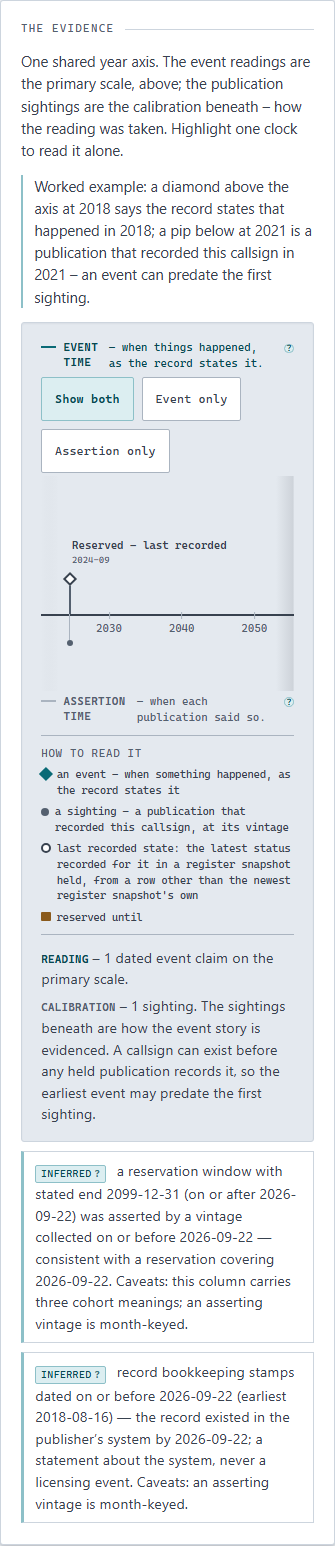 THE EVIDENCE
One shared year axis. The event readings are
the primary scale, above; the publication
sightings are the calibration beneath – how
the reading was taken. Highlight one clock
to read it alone.
Worked example: a diamond above the
axis at 2018 says the record states that
happened in 2018; a pip below at 2021 is a
publication that recorded this callsign in
2021 – an event can predate the first
sighting.
EVENT TIME – when things happened, as the record states it. ?
Show both Event only
Assertion only
Reserved – last recorded
2024-09
2030 2040 2050
ASSERTION TIME – when each publication said so. ?
HOW TO READ IT
an event – when something happened, as
the record states it
a sighting – a publication that
recorded this callsign, at its vintage
last recorded state: the latest status
recorded for it in a register snapshot
held, from a row other than the newest
register snapshot's own
reserved until
READING – 1 dated event claim on the
primary scale.
CALIBRATION – 1 sighting. The sightings
beneath are how the event story is
evidenced. A callsign can exist before
any held publication records it, so the
earliest event may predate the first
sighting.
INFERRED ? a reservation window with
stated end 2099-12-31 (on or after 2026-
09-22) was asserted by a vintage
collected on or before 2026-09-22 —
consistent with a reservation covering
2026-09-22. Caveats: this column carries
three cohort meanings; an asserting
vintage is month-keyed.
INFERRED ? record bookkeeping stamps
dated on or before 2026-09-22 (earliest
2018-08-16) — the record existed in the
publisher's system by 2026-09-22; a
statement about the system, never a
licensing event. Caveats: an asserting
vintage is month-keyed.